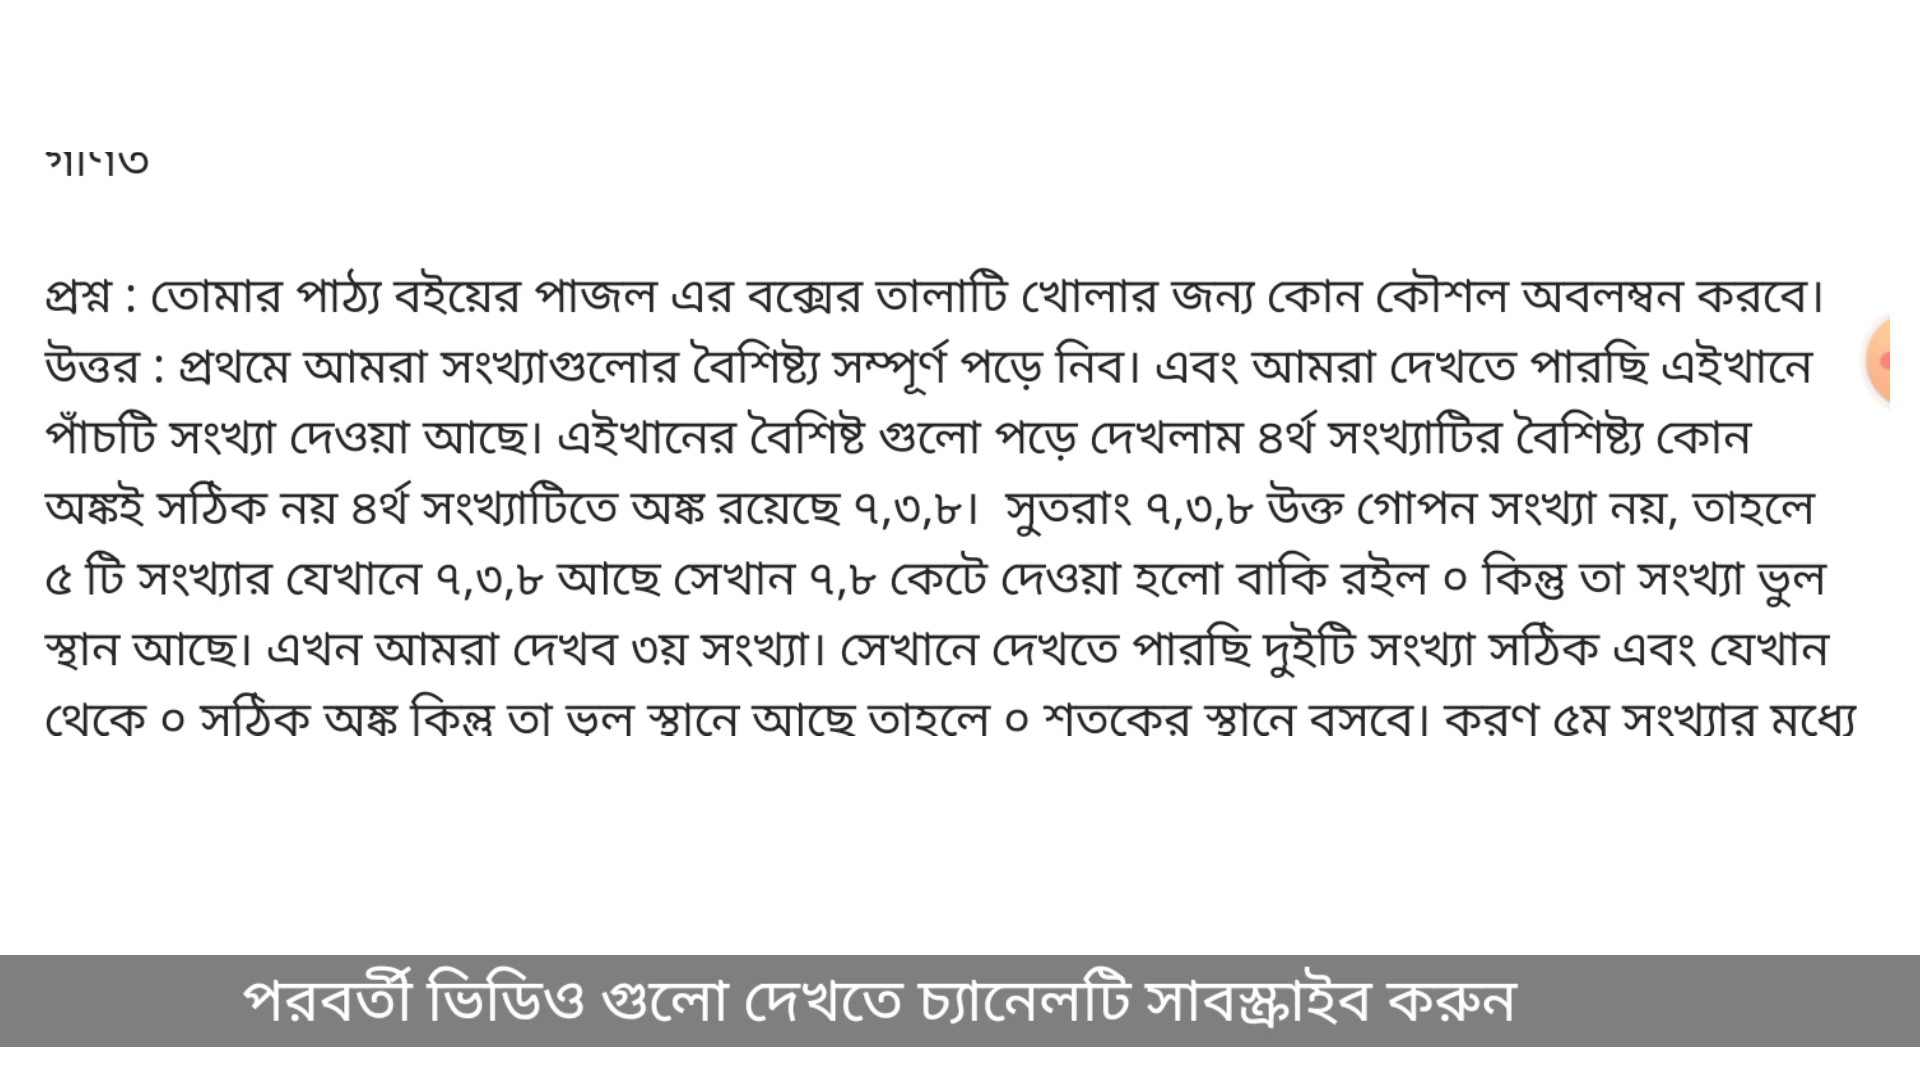 গণিত
প্রশ্ন : তোমার পাঠ্য বইয়ের পাজল এর বক্সের তালাটি খোলার জন্য কোন কৌশল অবলম্বন করবে।
উত্তর : প্রথমে আমরা সংখ্যাগুলোর বৈশিষ্ট্য সম্পূর্ণ পড়ে নিব। এবং আমরা দেখতে পারছি এইখানে
পাঁচটি সংখ্যা দেওয়া আছে। এইখানের বৈশিষ্ট গুলো পড়ে দেখলাম ৪র্থ সংখ্যাটির বৈশিষ্ট্য কোন
অঙ্কই সঠিক নয় ৪র্থ সংখ্যাটিতে অঙ্ক রয়েছে ৭,৩,৮। সুতরাং ৭,৩,৮ উক্ত গোপন সংখ্যা নয়, তাহলে
৫ টি সংখ্যার যেখানে ৭,৩,৮ আছে সেখান ৭,৮ কেটে দেওয়া হলো বাকি রইল ০ কিন্তু তা সংখ্যা ভুল
স্থান আছে। এখন আমরা দেখব ৩য় সংখ্যা। সেখানে দেখতে পারছি দুইটি সংখ্যা সঠিক এবং যেখান
থেকে ০ সঠিক অঙ্ক কিন্তু তা ভুল স্থানে আছে তাহলে ০ শতকের স্থানে বসবে। করণ ৫ম সংখ্যার মধ্যে
পরবর্তী ভিডিও গুলো দেখতে চ্যানেলটি সাবস্ক্রাইব করুন